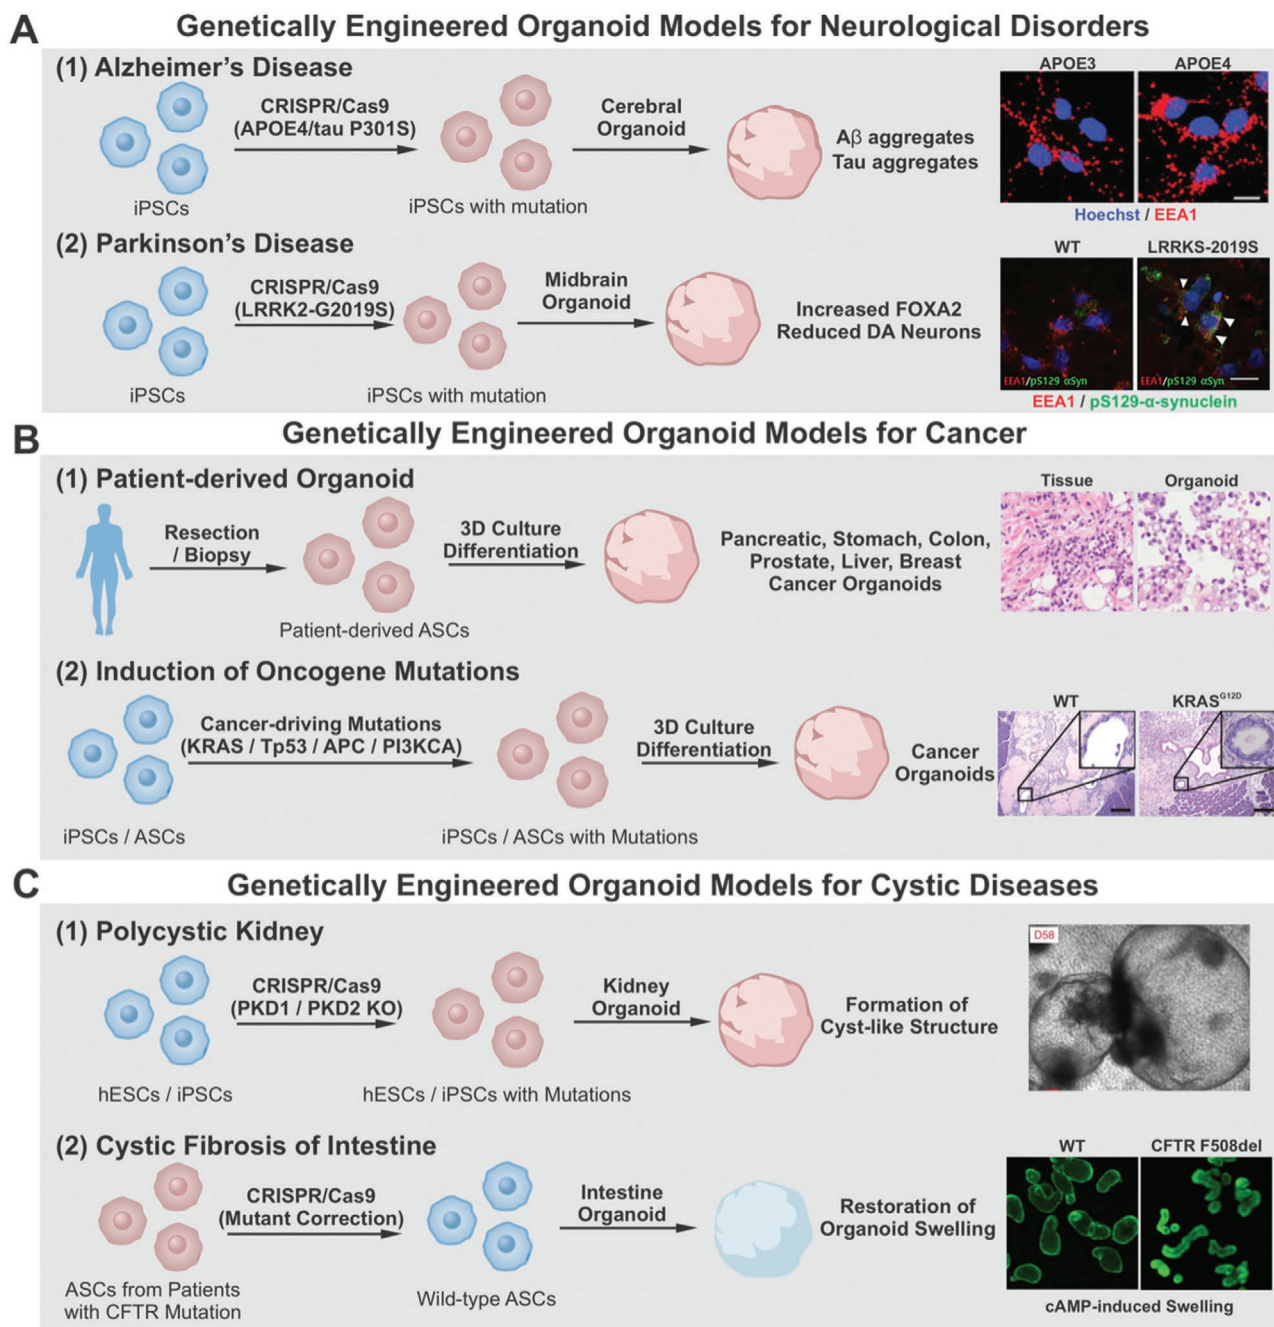 A
Genetically Engineered Organoid Models for Neurological Disorders
(1) Alzheimer's Disease
CRISPR/Cas9
(APOE4/tau P301S)
iPSCs
iPSCs with mutation
Cerebral
Organoid
Aβ aggregates
Tau aggregates
APOE3
APOE4
Hoechst / EEA1
(2) Parkinson's Disease
CRISPR/Cas9
(LRRK2-G2019S)
iPSCs
iPSCs with mutation
Midbrain
Organoid
Increased FOXA2
Reduced DA Neurons
WT
LRRKS-2019S
EEA1/pS129 αSyn
EEA1/pS129 αSyn
EEA1 / pS129-α-synuclein
B
Genetically Engineered Organoid Models for Cancer
(1) Patient-derived Organoid
Resection
/ Biopsy
Patient-derived ASCs
3D Culture
Differentiation
Pancreatic, Stomach, Colon,
Prostate, Liver, Breast
Cancer Organoids
Tissue
Organoid
(2) Induction of Oncogene Mutations
Cancer-driving Mutations
(KRAS / Tp53 / APC / PI3KCA)
iPSCs / ASCs
iPSCs / ASCs with Mutations
3D Culture
Differentiation
Cancer
Organoids
WT
KRASG12D
C
Genetically Engineered Organoid Models for Cystic Diseases
(1) Polycystic Kidney
CRISPR/Cas9
(PKD1 / PKD2 KO)
hESCs / iPSCs
hESCs / iPSCs with Mutations
Kidney
Organoid
Formation of
Cyst-like Structure
D58
(2) Cystic Fibrosis of Intestine
CRISPR/Cas9
(Mutant Correction)
ASCs from Patients
with CFTR Mutation
Wild-type ASCs
Intestine
Organoid
Restoration of
Organoid Swelling
WT
CFTR F508del
cAMP-induced Swelling